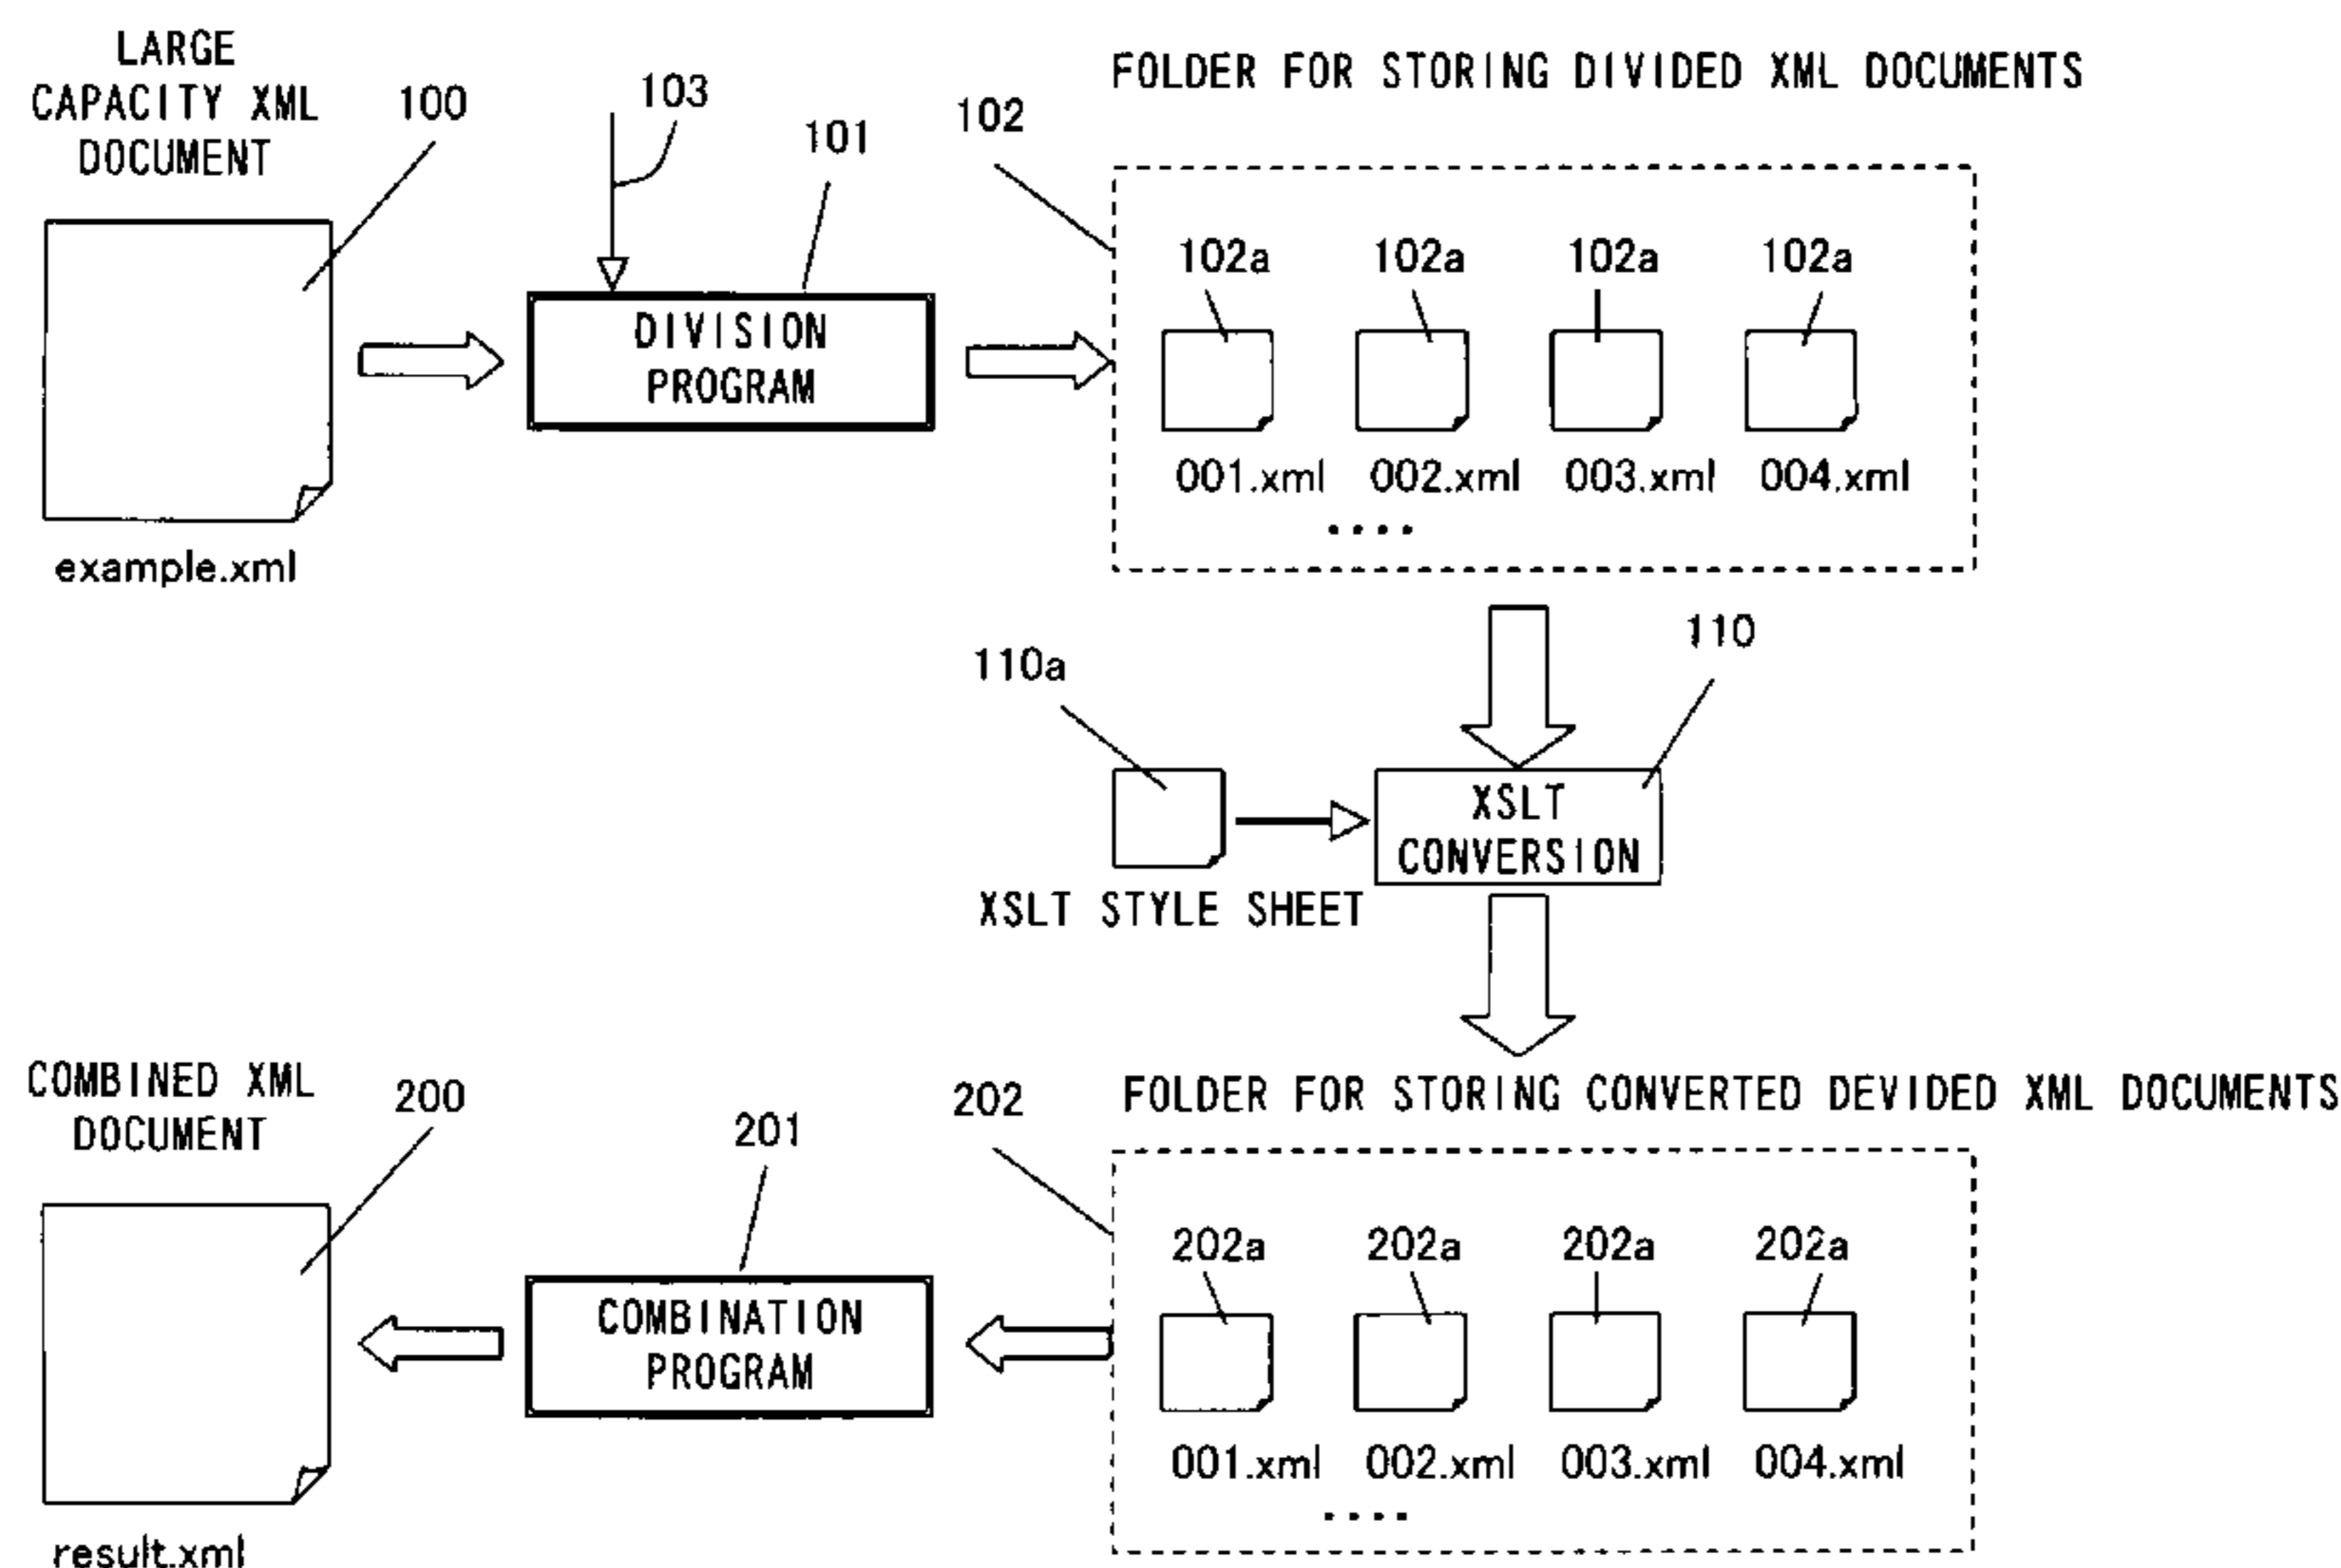 LARGE
CAPACITY XML
DOCUMENT
100
103
101
FOLDER FOR STORING DIVIDED XML DOCUMENTS
102
102a 102a 102a 102a
DIVISION
PROGRAM
001.xml 002.xml 003.xml 004.xml
....
example.xml
110
110a
XSLT
CONVERSION
XSLT STYLE SHEET
COMBINED XML
DOCUMENT
200
201
202
FOLDER FOR STORING CONVERTED DEVIDED XML DOCUMENTS
202a 202a 202a 202a
COMBINATION
PROGRAM
001.xml 002.xml 003.xml 004.xml
....
result.xml